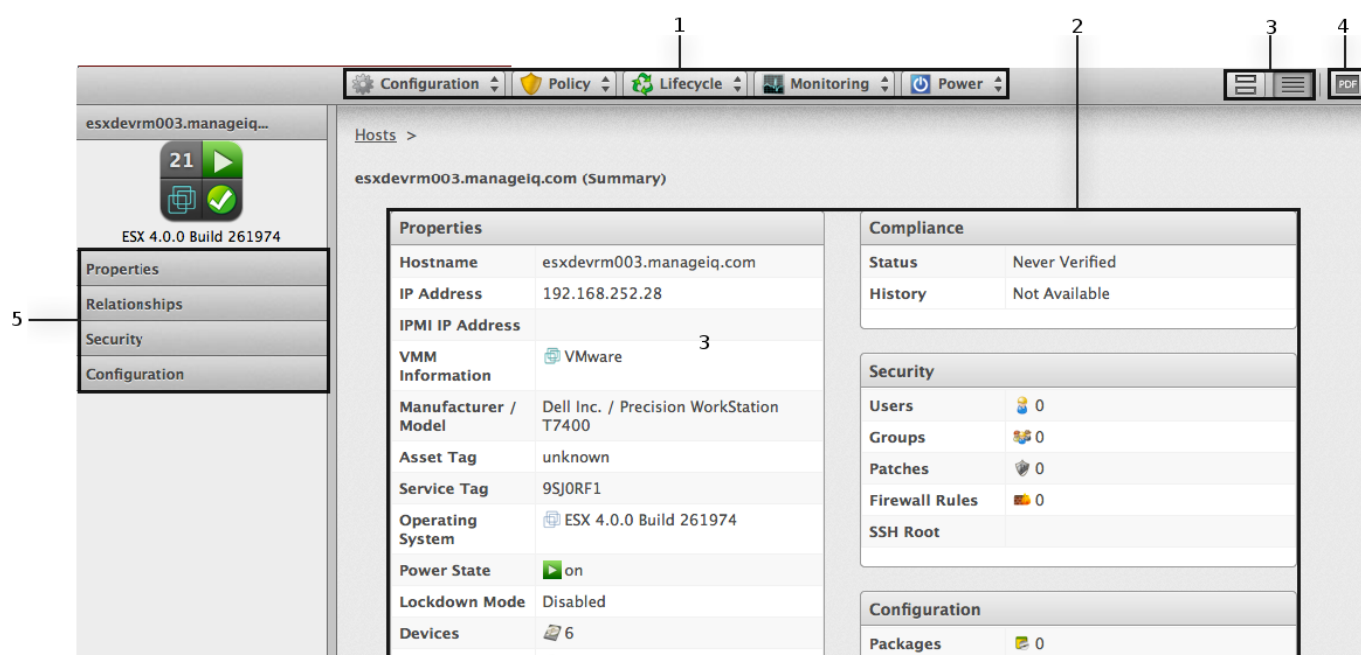 1
2
3
4
Configuration
Policy
Lifecycle
Monitoring
Power
PDF
esxdevrm003.manageiq...
21
ESX 4.0.0 Build 261974
Properties
Relationships
Security
Configuration
5
Hosts >
esxdevrm003.manageiq.com (Summary)
Properties
Hostname esxdevrm003.manageiq.com
IP Address 192.168.252.28
IPMI IP Address
3
VMM
Information VMware
Manufacturer /
Model Dell Inc. / Precision WorkStation
T7400
Asset Tag unknown
Service Tag 9SJ0RF1
Operating
System ESX 4.0.0 Build 261974
Power State on
Lockdown Mode Disabled
Devices 6
Compliance
Status Never Verified
History Not Available
Security
Users 0
Groups 0
Patches 0
Firewall Rules 0
SSH Root
Configuration
Packages 0